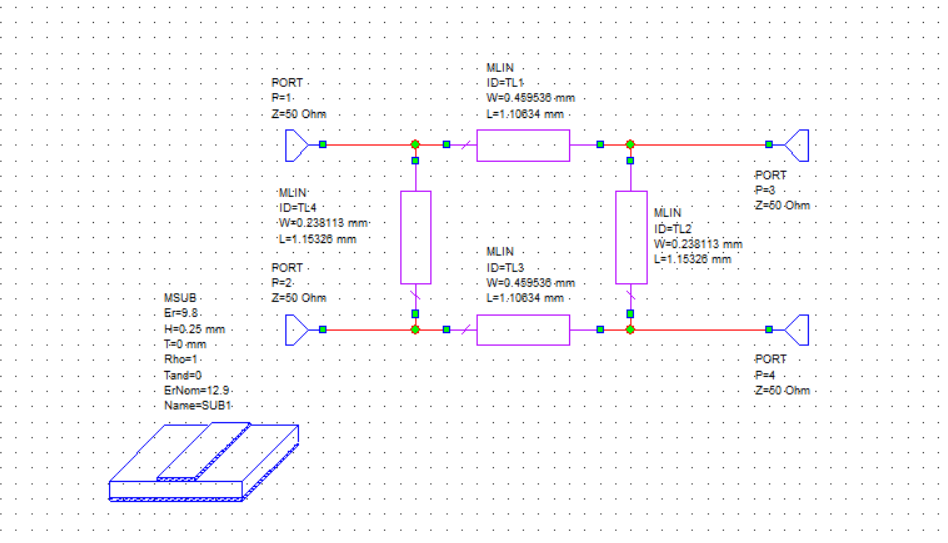 MLIN
ID=TL1
W=0.459536 mm
L=1.10634 mm
PORT
P=1
Z=50 Ohm
PORT
P=3
Z=50 Ohm
MLIN
ID=TL4
W=0.238113 mm
L=1.15326 mm
MLIN
ID=TL2
W=0.238113 mm
L=1.15326 mm
MLIN
ID=TL3
W=0.459536 mm
L=1.10634 mm
PORT
P=2
Z=50 Ohm
MSUB
Er=9.8
H=0.25 mm
T=0 mm
Rho=1
Tand=0
ErNom=12.9
Name=SUB1
PORT
P=4
Z=50 Ohm